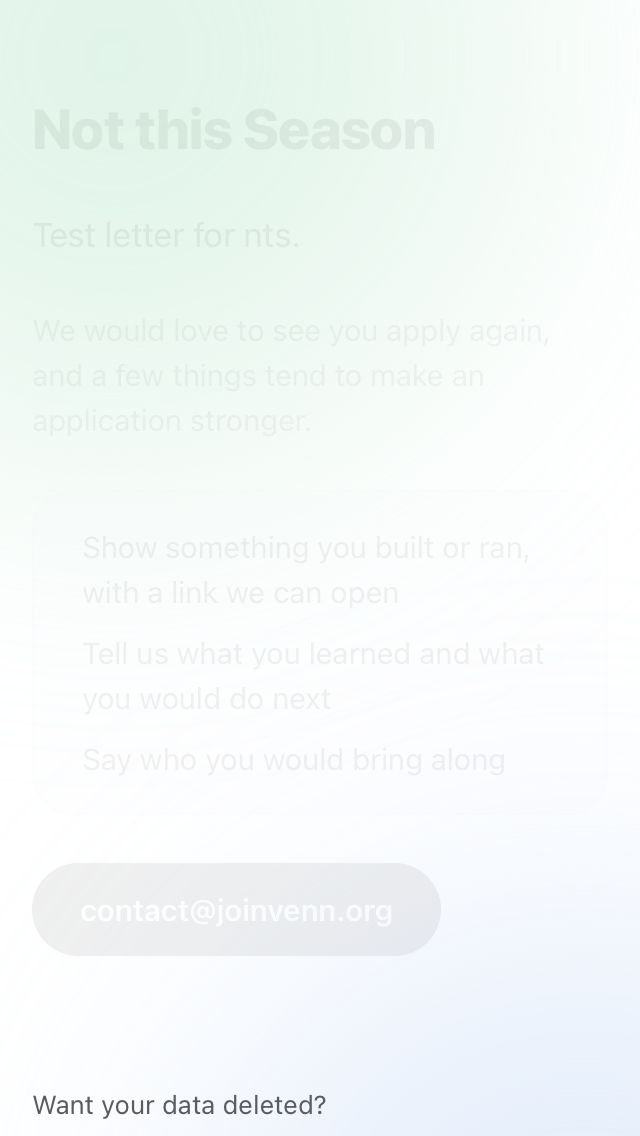 Not this Season
Test letter for nts.
We would love to see you apply again,
and a few things tend to make an
application stronger.
Show something you built or ran,
with a link we can open
Tell us what you learned and what
you would do next
Say who you would bring along
contact@joinvenn.org
Want your data deleted?